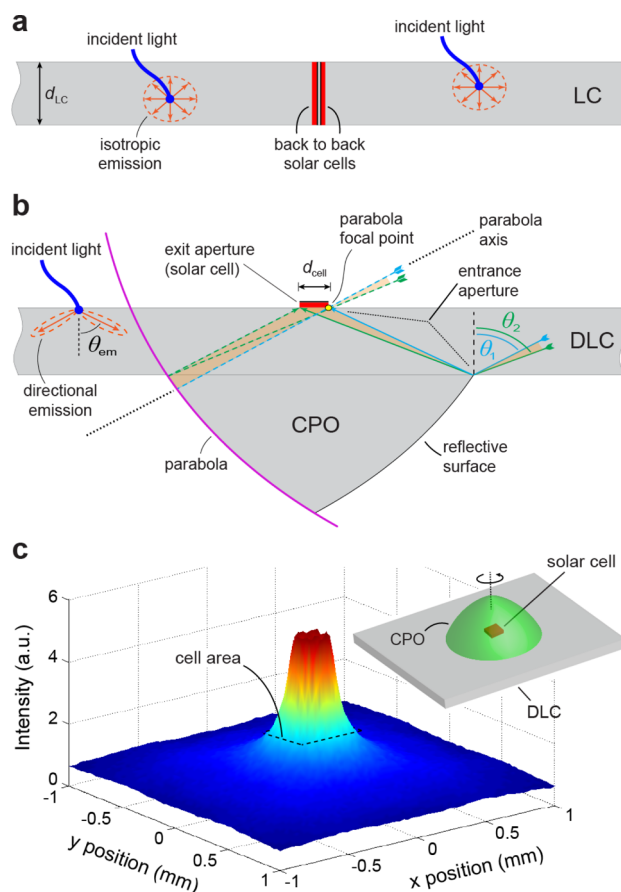 a
incident light
incident light
d_LC
LC
isotropic
emission
back to back
solar cells
b
incident light
exit aperture
(solar cell)
d_cell
parabola
focal point
parabola
axis
entrance
aperture
θ_em
θ_2
θ_1
DLC
directional
emission
CPO
parabola
reflective
surface
c
6
4
2
0
Intensity (a.u.)
cell area
solar cell
CPO
DLC
-1
-0.5
0
0.5
1
y position (mm)
-1
-0.5
0
0.5
1
x position (mm)